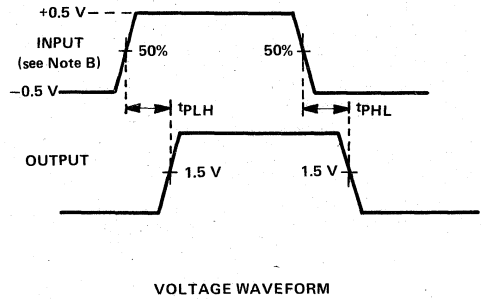 +0.5 V
INPUT
(see Note B)
50%
50%
−0.5 V
tPLH
tPHL
OUTPUT
1.5 V
1.5 V
VOLTAGE WAVEFORM